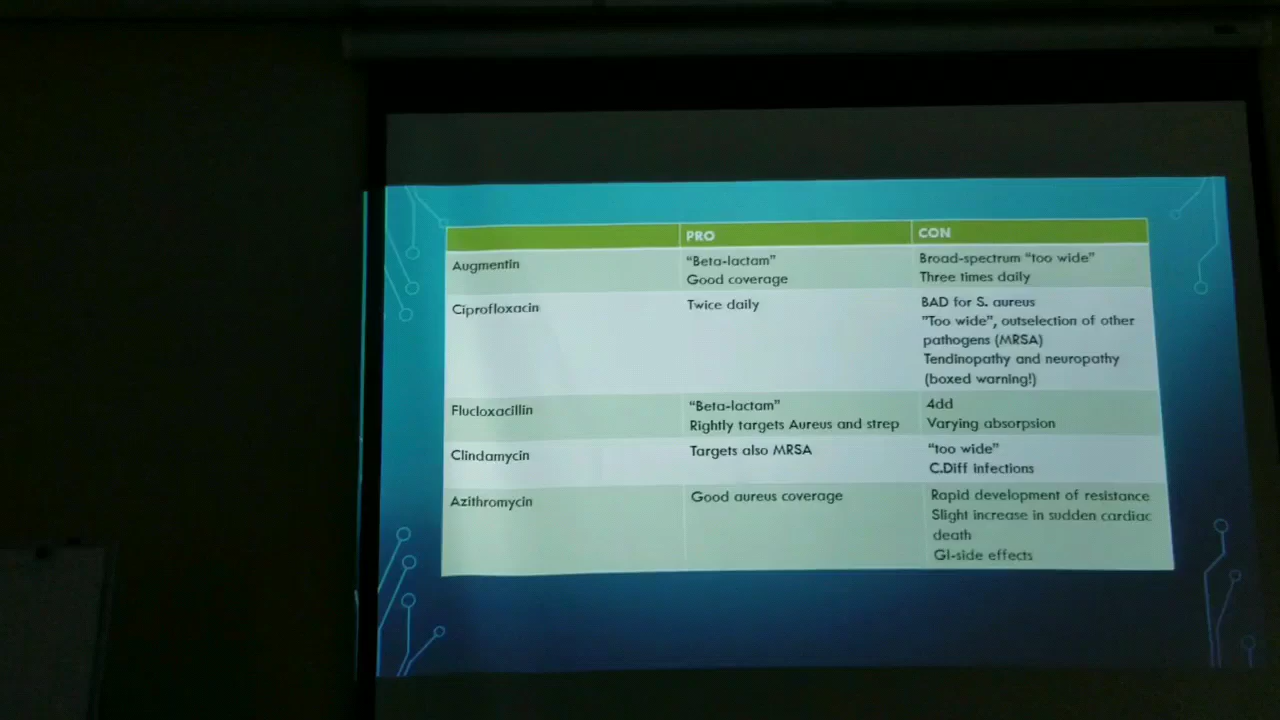 PRO CON
Augmentin "Beta-lactam" Broad-spectrum "too wide"
Good coverage Three times daily
Ciprofloxacin Twice daily BAD for S. aureus
"Too wide", outselection of other
pathogens (MRSA)
Tendinopathy and neuropathy
(boxed warning!)
Flucloxacillin "Beta-lactam" 4dd
Rightly targets Aureus and strep Varying absorpsion
Clindamycin Targets also MRSA "too wide"
C.Diff infections
Azithromycin Good aureus coverage Rapid development of resistance
Slight increase in sudden cardiac
death
GI-side effects